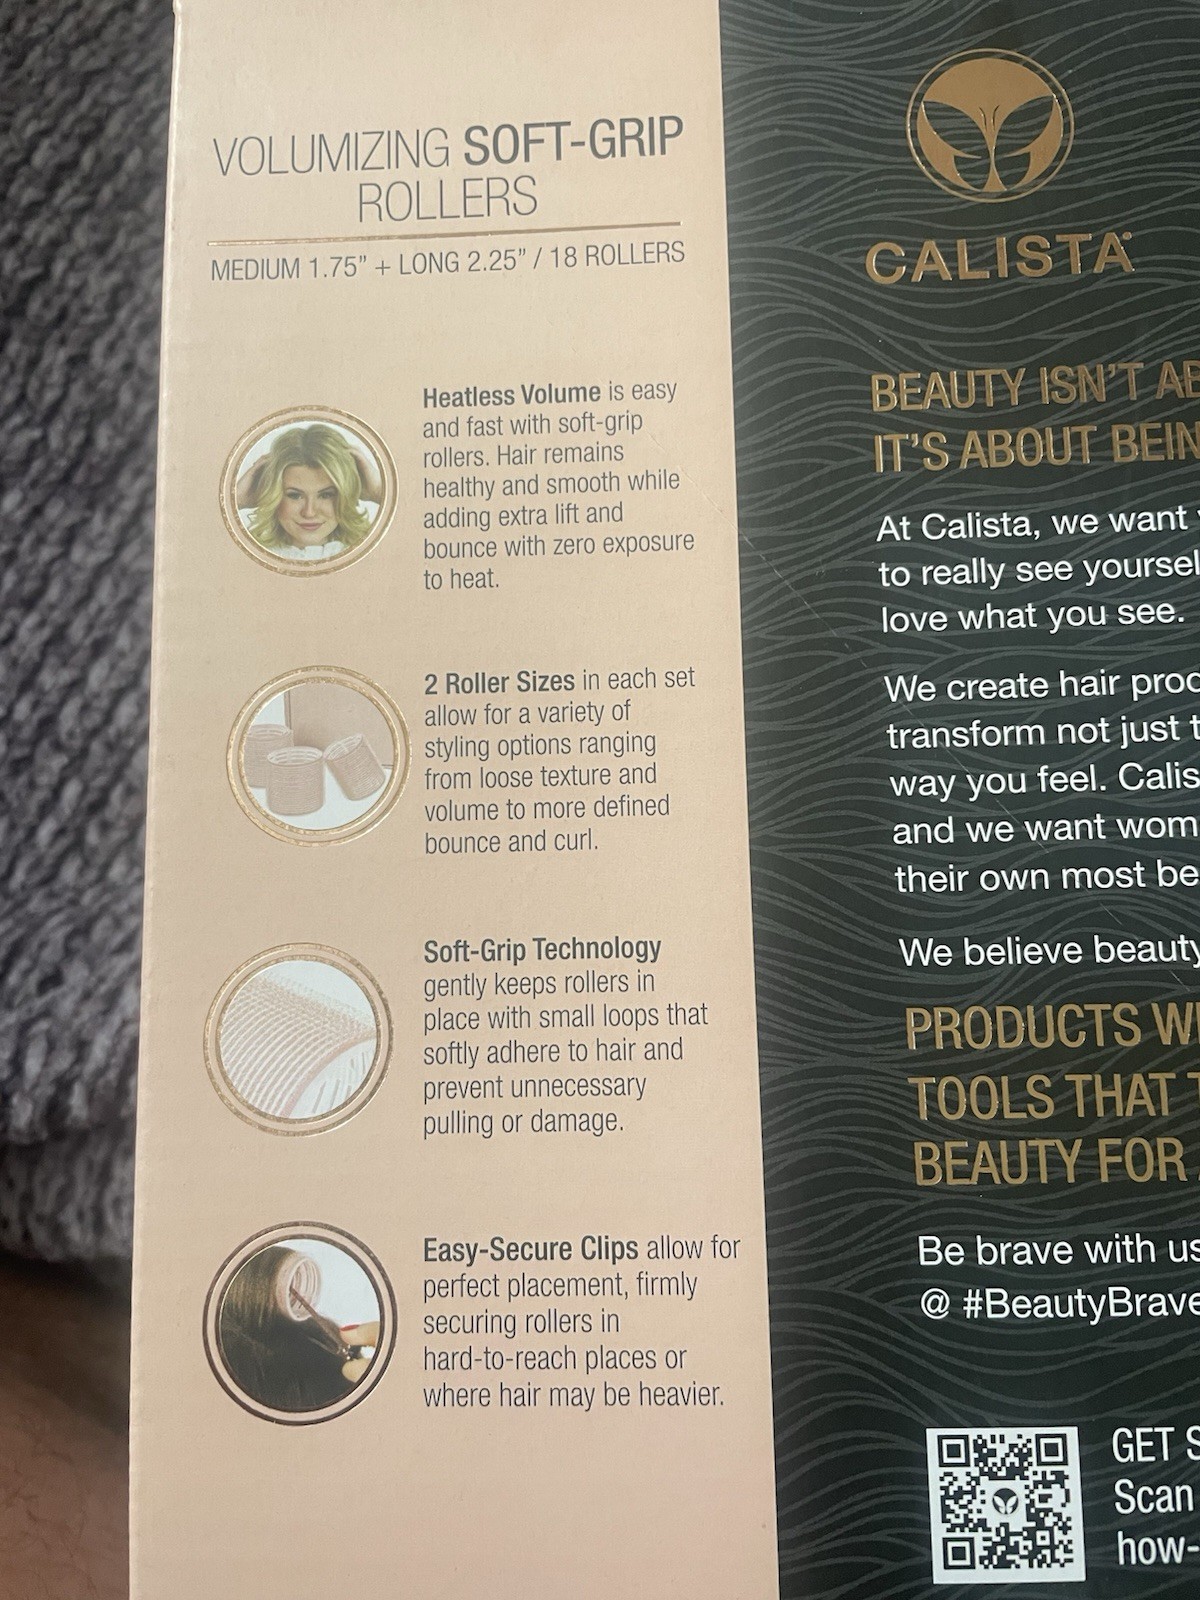 VOLUMIZING SOFT-GRIP
ROLLERS
MEDIUM 1.75” + LONG 2.25” / 18 ROLLERS
Heatless Volume is easy
and fast with soft-grip
rollers. Hair remains
healthy and smooth while
adding extra lift and
bounce with zero exposure
to heat.
2 Roller Sizes in each set
allow for a variety of
styling options ranging
from loose texture and
volume to more defined
bounce and curl.
Soft-Grip Technology
gently keeps rollers in
place with small loops that
softly adhere to hair and
prevent unnecessary
pulling or damage.
Easy-Secure Clips allow for
perfect placement, firmly
securing rollers in
hard-to-reach places or
where hair may be heavier.
CALISTA
BEAUTY ISN'T
IT'S ABOUT
At Calista, we want
to really see
love what you see.
We create hair
transform not just
way you feel.
and we want
their own most
We believe beauty
PRODUCTS
TOOLS THAT
BEAUTY FOR
Be brave with us
@ #BeautyBrave
GET
Scan
how-